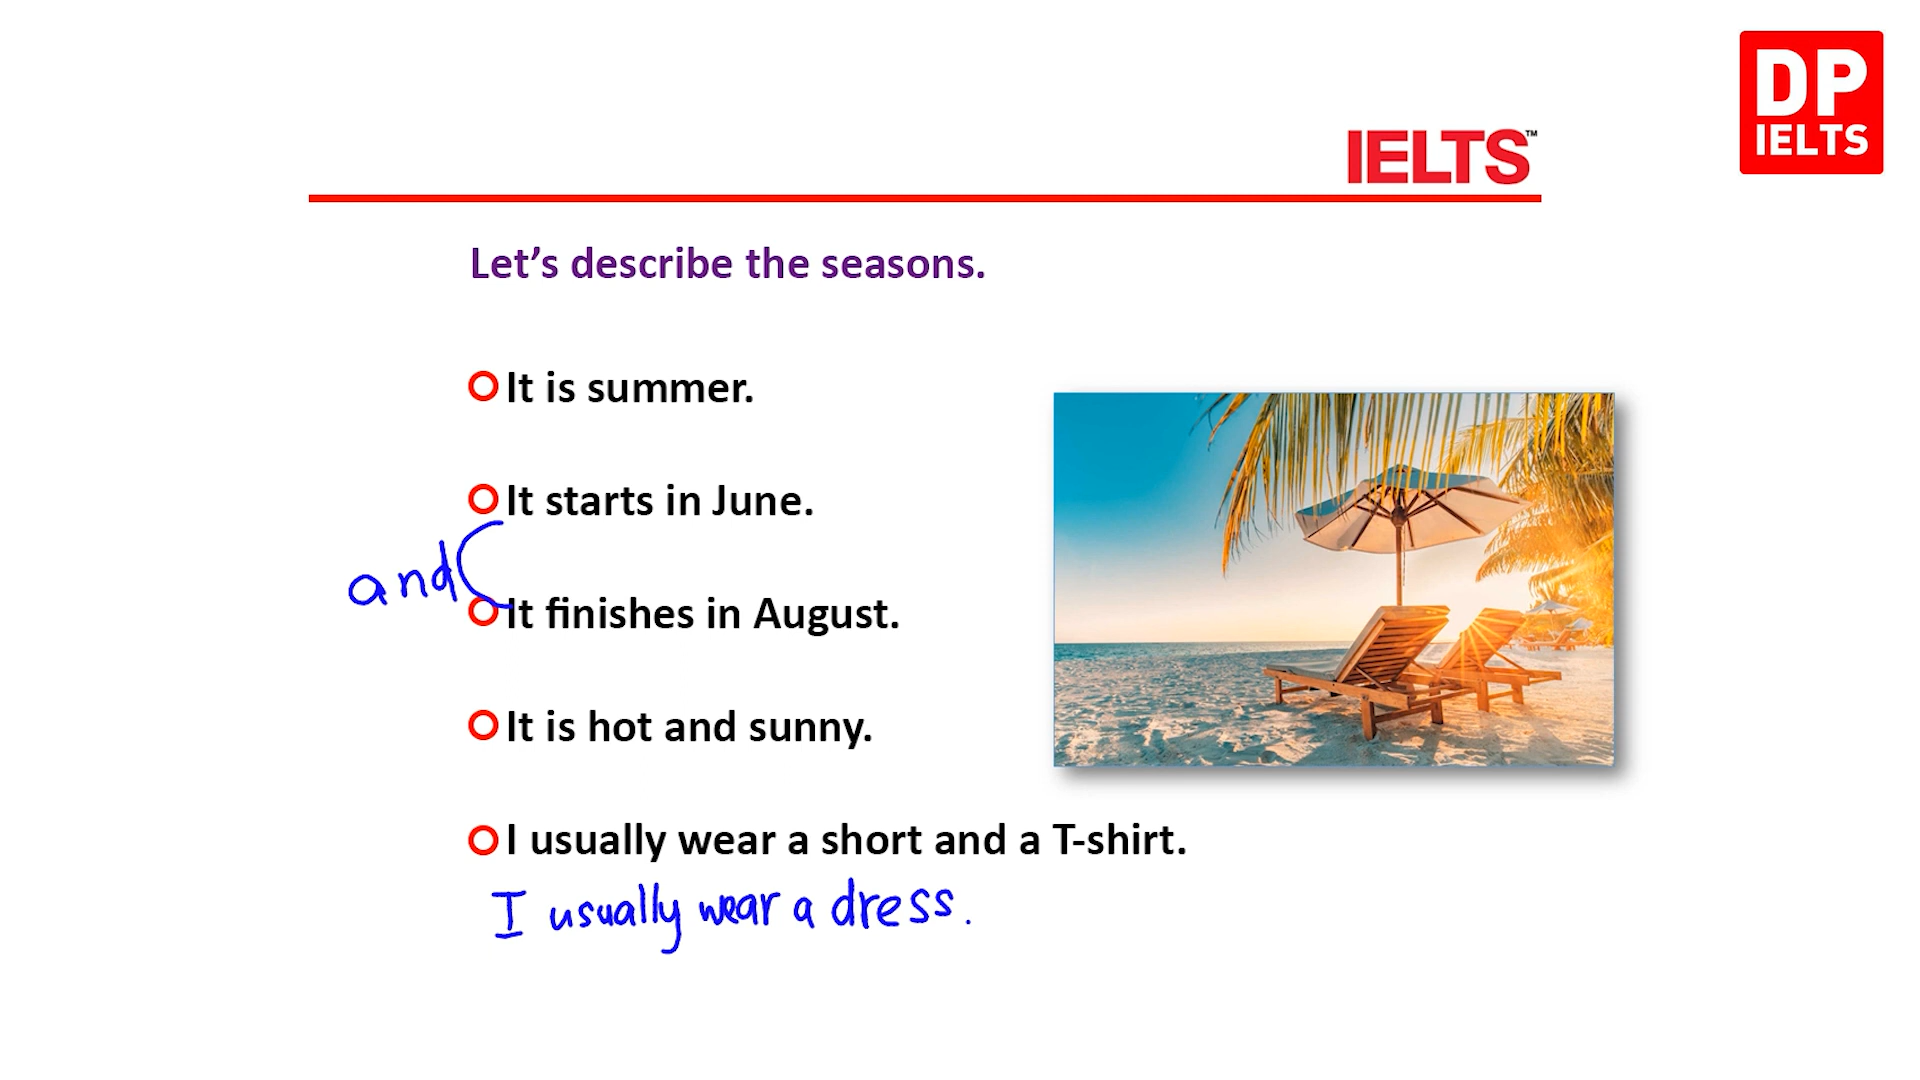 DP
IELTS
IELTS™
Let's describe the seasons.
It is summer.
It starts in June.
and
It finishes in August.
It is hot and sunny.
I usually wear a short and a T-shirt.
I usually wear a dress.